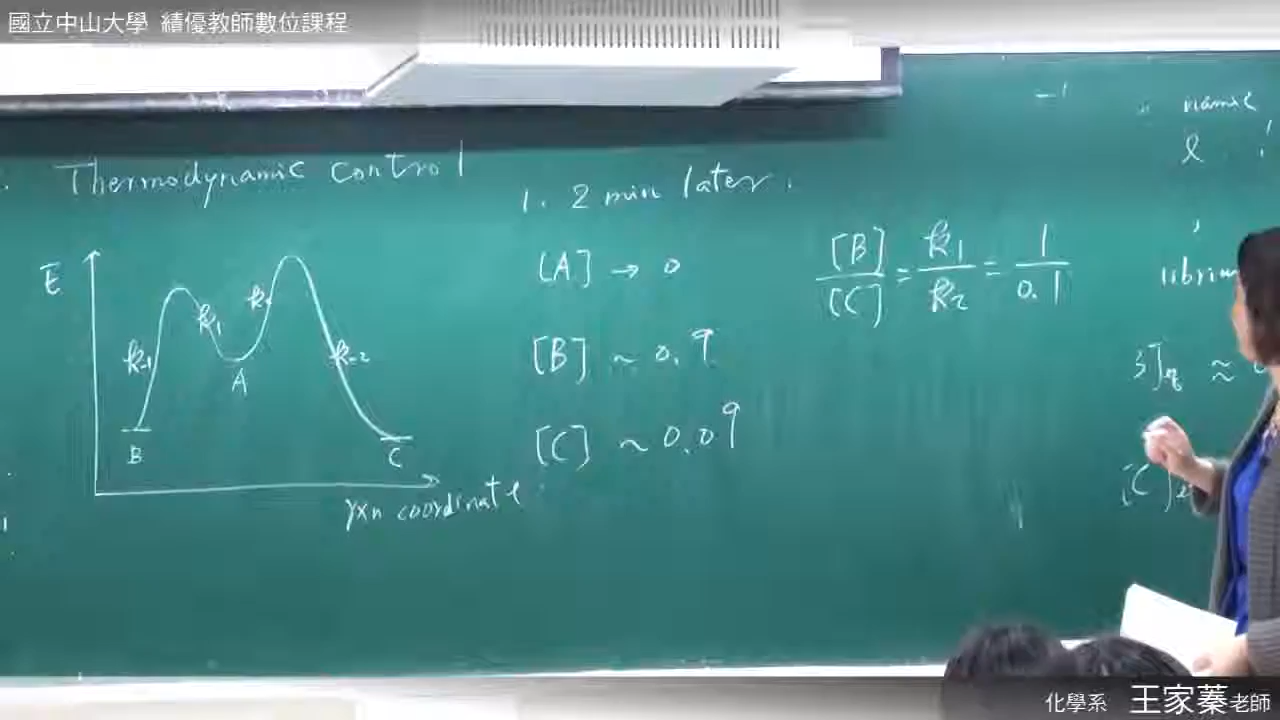 國立中山大學 績優教師數位課程
Thermodynamic control
E
k-1
k1
k-2
A
B
C
rxn coordinate
1. 2 min later.
[A] → 0
[B] ~ 0.9
[C] ~ 0.09
[B]/[C] = k1/k2 = 1/0.1
namic
化學系 王家蓁老師